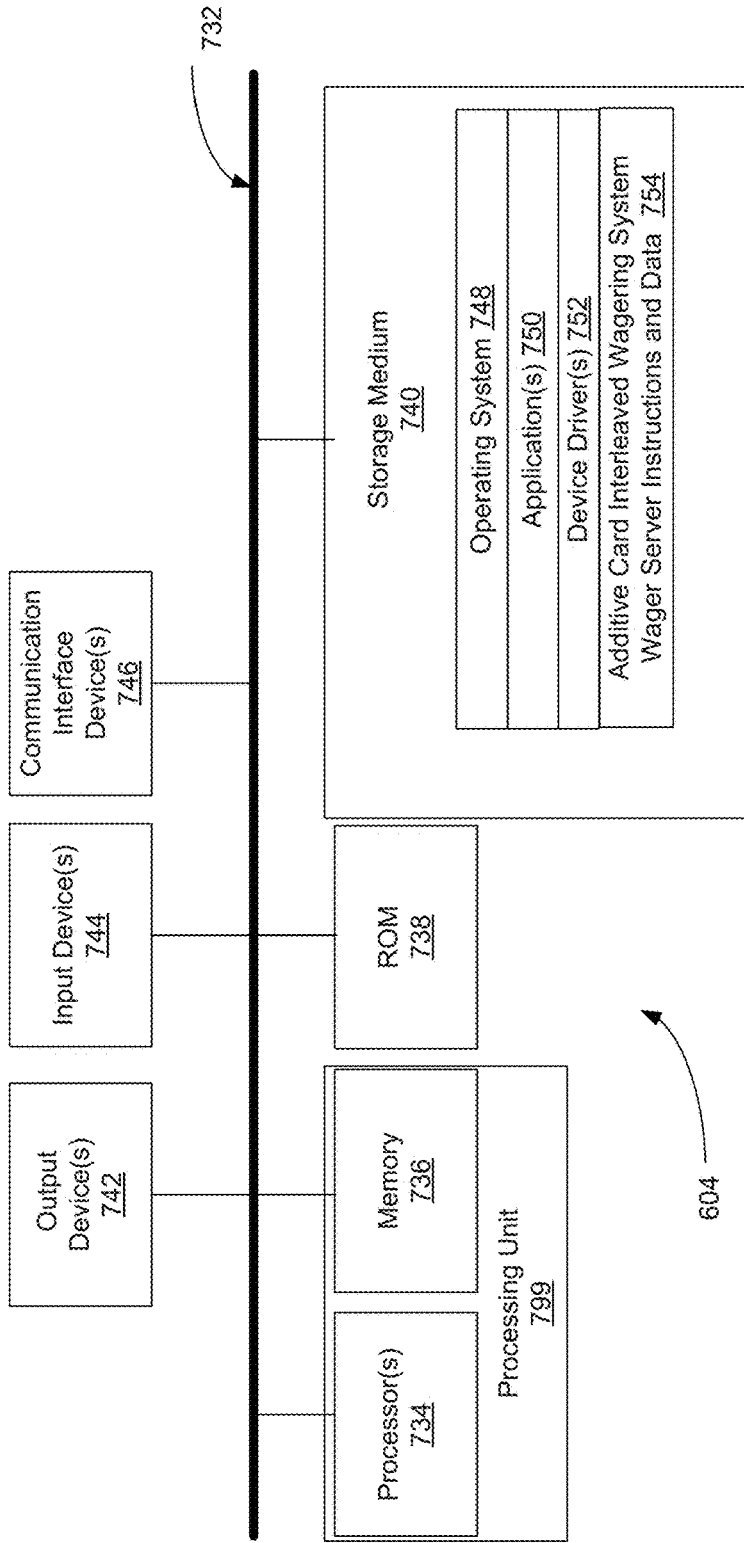 732
Output
Device(s)
742
Input Device(s)
744
Communication
Interface
Device(s)
746
Processor(s)
734
Memory
736
Processing Unit
799
ROM
738
Storage Medium
740
Operating System 748
Application(s) 750
Device Driver(s) 752
Additive Card Interleaved Wagering System
Wager Server Instructions and Data 754
604